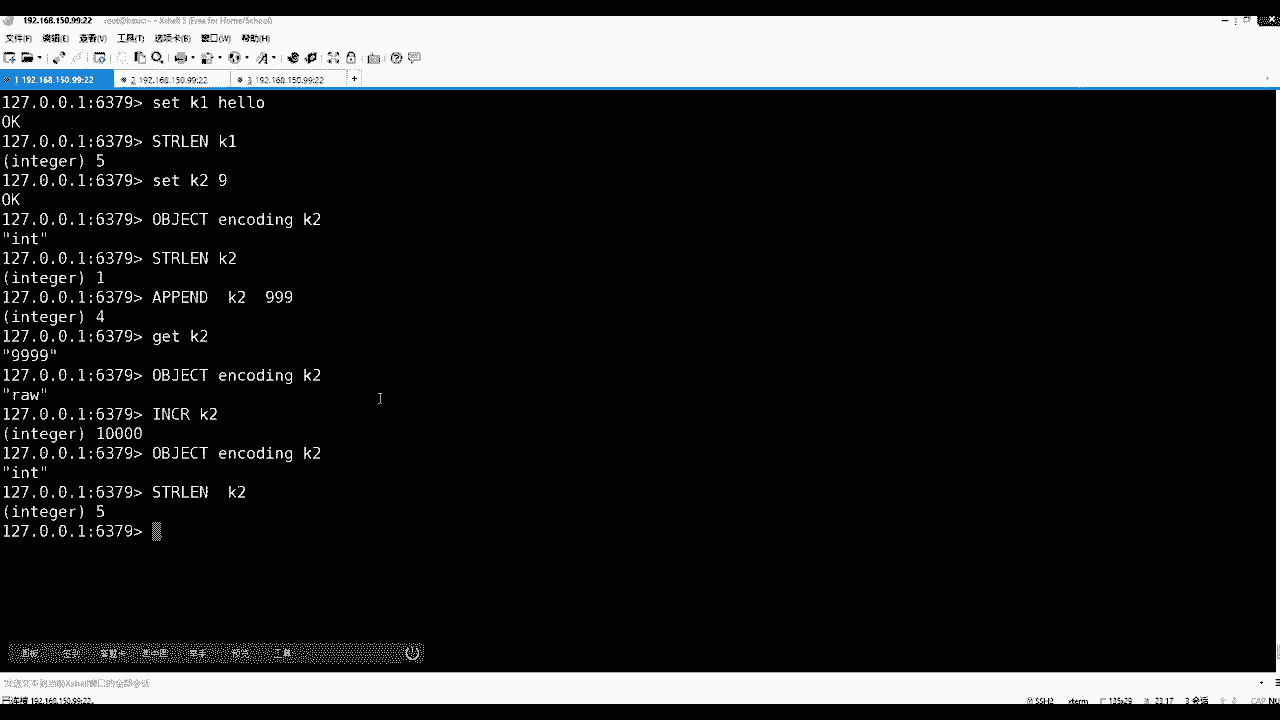 192.168.150.99:22 root@basic:~ - Xshell 5 (Free for Home/School)
文件(F) 编辑(E) 查看(V) 工具(T) 选项卡(B) 窗口(W) 帮助(H)
1 192.168.150.99:22 2 192.168.150.99:22 3 192.168.150.99:22 +
127.0.0.1:6379> set k1 hello
OK
127.0.0.1:6379> STRLEN k1
(integer) 5
127.0.0.1:6379> set k2 9
OK
127.0.0.1:6379> OBJECT encoding k2
"int"
127.0.0.1:6379> STRLEN k2
(integer) 1
127.0.0.1:6379> APPEND  k2  999
(integer) 4
127.0.0.1:6379> get k2
"9999"
127.0.0.1:6379> OBJECT encoding k2
"raw"
127.0.0.1:6379> INCR k2
(integer) 10000
127.0.0.1:6379> OBJECT encoding k2
"int"
127.0.0.1:6379> STRLEN  k2
(integer) 5
127.0.0.1:6379>
工具
已连接 192.168.150.99:22。 SSH2 xterm 135x29 23,17 3 会话 CAP NU